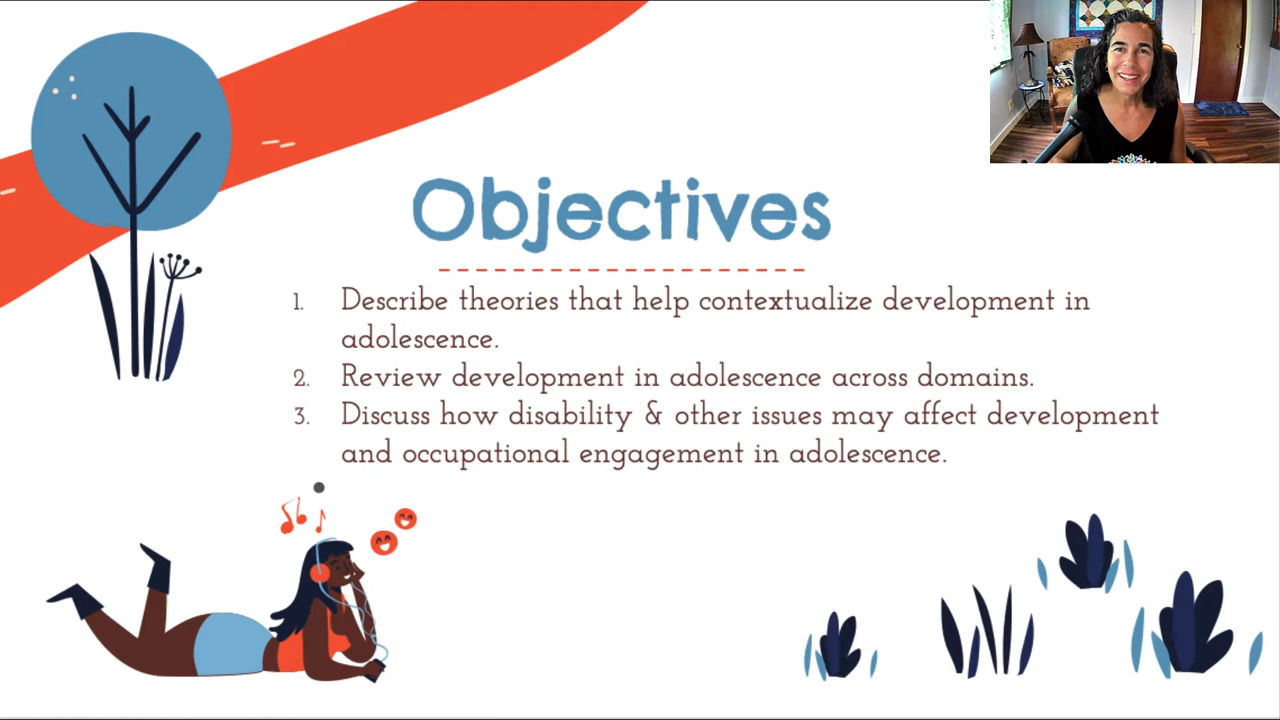 Objectives
1. Describe theories that help contextualize development in
adolescence.
2. Review development in adolescence across domains.
3. Discuss how disability & other issues may affect development
and occupational engagement in adolescence.